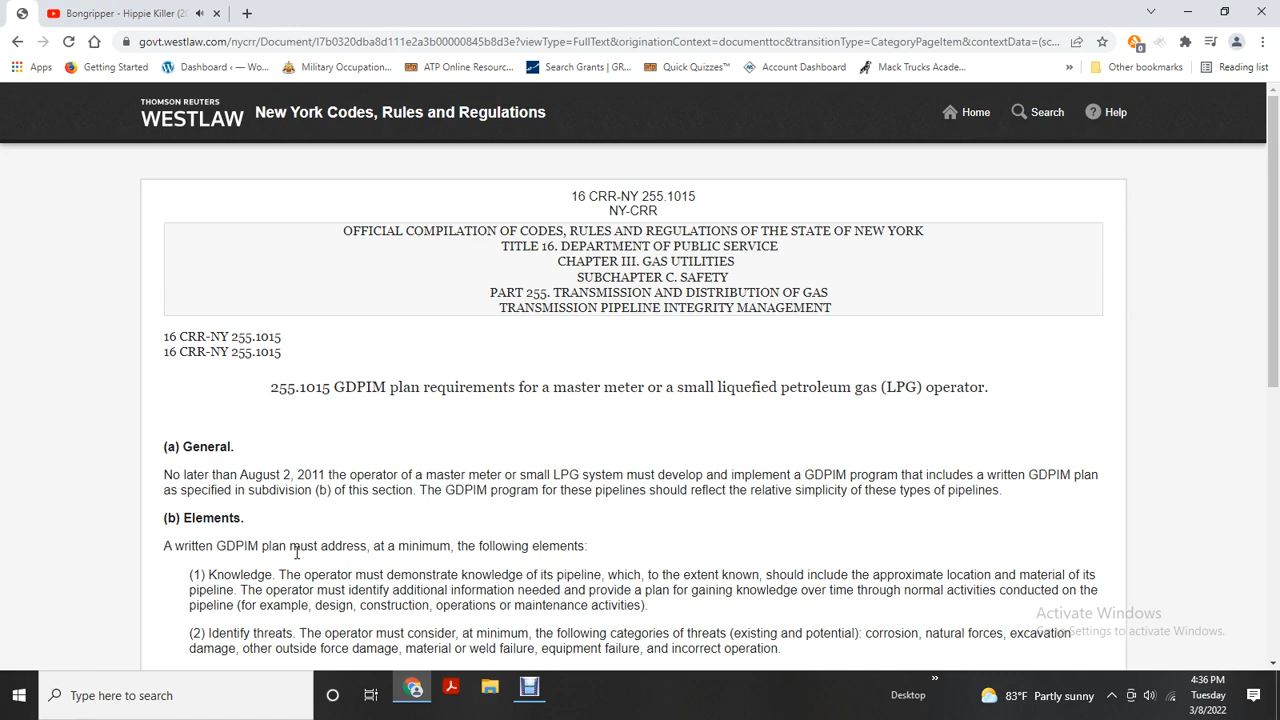 Bongripper - Hippie Killer (20
govt.westlaw.com/nycrr/Document/I7b0320dba8d111e2a3b00000845b8d3e?viewType=FullText&originationContext=documenttoc&transitionType=CategoryPageItem&contextData=(sc...
0
Apps
Getting Started
Dashboard ‹ — Wo...
Military Occupation...
ATP Online Resourc...
Search Grants | GR...
Quick Quizzes™
Account Dashboard
Mack Trucks Acade...
»
Other bookmarks
Reading list
THOMSON REUTERS
WESTLAW
New York Codes, Rules and Regulations
Home
Search
? Help
16 CRR-NY 255.1015
NY-CRR
OFFICIAL COMPILATION OF CODES, RULES AND REGULATIONS OF THE STATE OF NEW YORK
TITLE 16. DEPARTMENT OF PUBLIC SERVICE
CHAPTER III. GAS UTILITIES
SUBCHAPTER C. SAFETY
PART 255. TRANSMISSION AND DISTRIBUTION OF GAS
TRANSMISSION PIPELINE INTEGRITY MANAGEMENT
16 CRR-NY 255.1015
16 CRR-NY 255.1015
255.1015 GDPIM plan requirements for a master meter or a small liquefied petroleum gas (LPG) operator.
(a) General.
No later than August 2, 2011 the operator of a master meter or small LPG system must develop and implement a GDPIM program that includes a written GDPIM plan
as specified in subdivision (b) of this section. The GDPIM program for these pipelines should reflect the relative simplicity of these types of pipelines.
(b) Elements.
A written GDPIM plan must address, at a minimum, the following elements:
(1) Knowledge. The operator must demonstrate knowledge of its pipeline, which, to the extent known, should include the approximate location and material of its
pipeline. The operator must identify additional information needed and provide a plan for gaining knowledge over time through normal activities conducted on the
pipeline (for example, design, construction, operations or maintenance activities).
(2) Identify threats. The operator must consider, at minimum, the following categories of threats (existing and potential): corrosion, natural forces, excavation
damage, other outside force damage, material or weld failure, equipment failure, and incorrect operation.
Activate Windows
Go to Settings to activate Windows.
Type here to search
Desktop
»
83°F Partly sunny
4:36 PM
Tuesday
3/8/2022